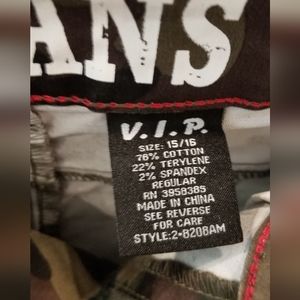 ANS
V.I.P.
SIZE: 15/16
76% COTTON
22% TERYLENE
2% SPANDEX
REGULAR
RN 3958385
MADE IN CHINA
SEE REVERSE
FOR CARE
STYLE:2-B20BAM